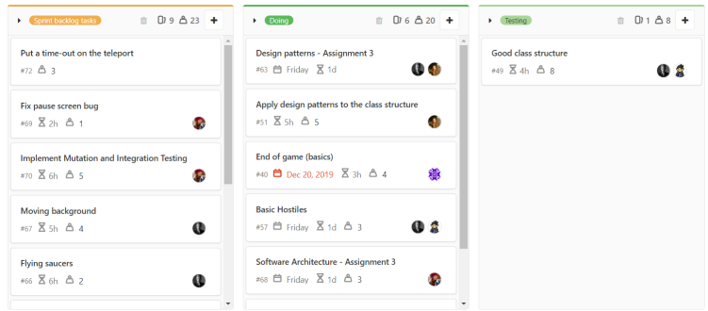 Sprint backlog tasks 9 23 +
Put a time-out on the teleport
#72 3
Fix pause screen bug
#69 2h 1
Implement Mutation and Integration Testing
#70 6h 5
Moving background
#67 5h 4
Flying saucers
#66 6h 2
Doing 6 20 +
Design patterns - Assignment 3
#63 Friday 1d
Apply design patterns to the class structure
#51 5h 5
End of game (basics)
#40 Dec 20, 2019 3h 4
Basic Hostiles
#57 Friday 1d 3
Software Architecture - Assignment 3
#68 Friday 1d 3
Testing 1 8 +
Good class structure
#49 4h 8